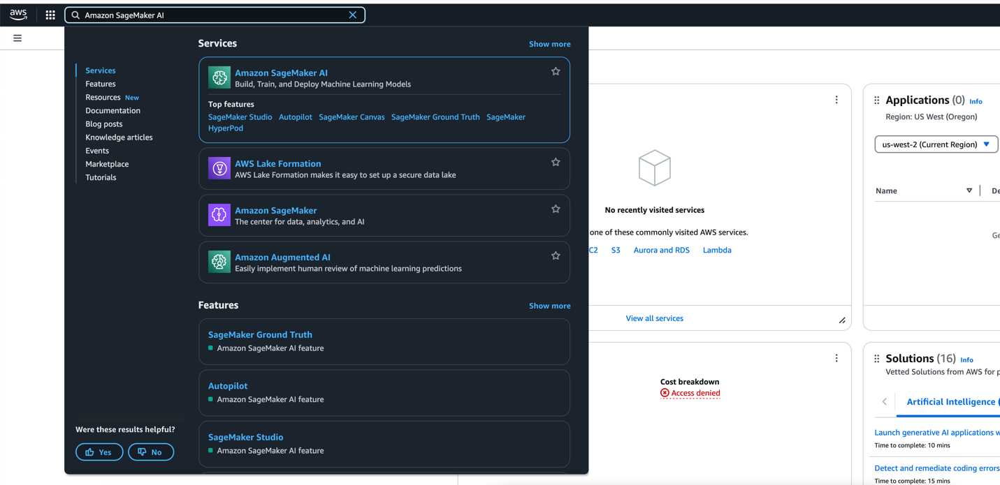 aws
Amazon SageMaker AI
Services
Show more
Services
Features
Resources New
Documentation
Blog posts
Knowledge articles
Events
Marketplace
Tutorials
Amazon SageMaker AI
Build, Train, and Deploy Machine Learning Models
Top features
SageMaker Studio Autopilot SageMaker Canvas SageMaker Ground Truth SageMaker
HyperPod
AWS Lake Formation
AWS Lake Formation makes it easy to set up a secure data lake
Amazon SageMaker
The center for data, analytics, and AI
Amazon Augmented AI
Easily implement human review of machine learning predictions
Features
Show more
SageMaker Ground Truth
Amazon SageMaker AI feature
Autopilot
Amazon SageMaker AI feature
SageMaker Studio
Amazon SageMaker AI feature
Were these results helpful?
Yes No
No recently visited services
one of these commonly visited AWS services.
C2 S3 Aurora and RDS Lambda
View all services
Cost breakdown
Access denied
Applications (0) Info
Region: US West (Oregon)
us-west-2 (Current Region)
Name De
Ge
Solutions (16) Info
Vetted Solutions from AWS for p
Artificial Intelligence (
Launch generative AI applications w
Time to complete: 10 mins
Detect and remediate coding errors
Time to complete: 15 mins